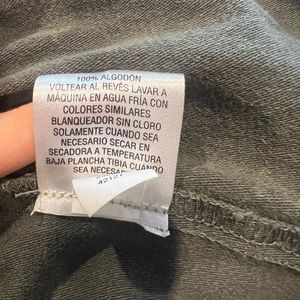 100% ALGODÓN
VOLTEAR AL REVÉS LAVAR A
MÁQUINA EN AGUA FRÍA CON
COLORES SIMILARES
BLANQUEADOR SIN CLORO
SOLAMENTE CUANDO SEA
NECESARIO SECAR EN
SECADORA A TEMPERATURA
BAJA PLANCHA TIBIA CUANDO
SEA NECESARIO